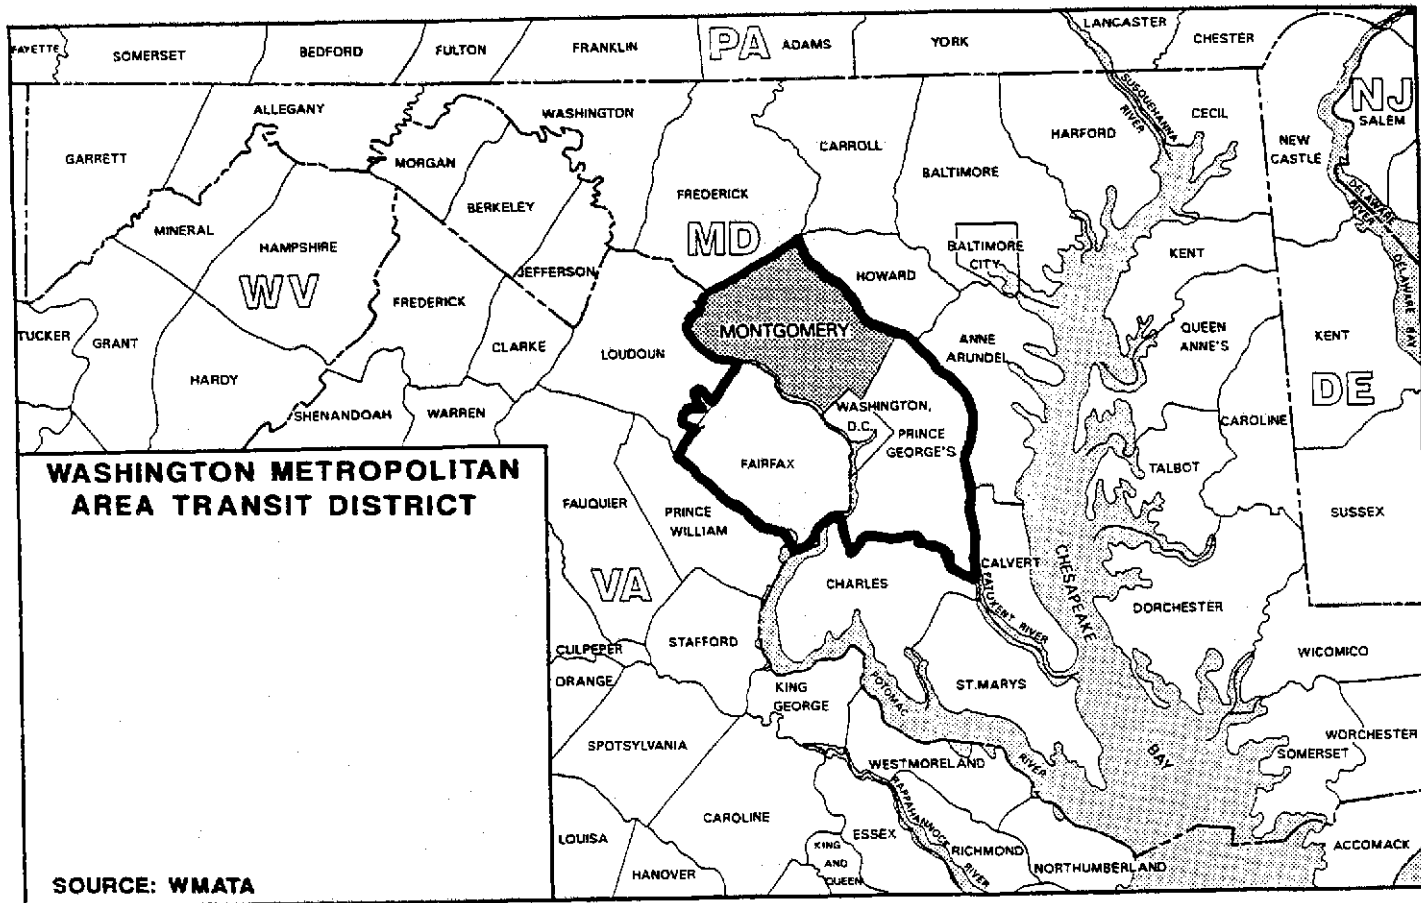 FAYETTE
SOMERSET
BEDFORD
FULTON
FRANKLIN
PA
ADAMS
YORK
LANCASTER
CHESTER
NJ
SALEM
GARRETT
ALLEGANY
WASHINGTON
MORGAN
BERKELEY
FREDERICK
MD
CARROLL
BALTIMORE
HARFORD
SUSQUEHANNA
RIVER
CECIL
NEW
CASTLE
DELAWARE
RIVER
DELAWARE BAY
MINERAL
HAMPSHIRE
WV
FREDERICK
JEFFERSON
HOWARD
BALTIMORE
CITY
KENT
TUCKER
GRANT
HARDY
CLARKE
LOUDOUN
MONTGOMERY
ANNE
ARUNDEL
QUEEN
ANNE'S
KENT
DE
SHENANDOAH
WARREN
WASHINGTON,
D.C.
PRINCE
GEORGE'S
CAROLINE
FAIRFAX
TALBOT
WASHINGTON METROPOLITAN
AREA TRANSIT DISTRICT
FAUQUIER
PRINCE
WILLIAM
SUSSEX
VA
CHARLES
CALVERT
PATUXENT RIVER
CHESAPEAKE
BAY
DORCHESTER
STAFFORD
CULPEPER
ORANGE
KING
GEORGE
POTOMAC
RIVER
ST.MARYS
WICOMICO
SPOTSYLVANIA
WESTMORELAND
SOMERSET
WORCHESTER
CAROLINE
RAPPAHANNOCK
RIVER
LOUISA
ESSEX
RICHMOND
KING
AND
QUEEN
HANOVER
NORTHUMBERLAND
ACCOMACK
SOURCE: WMATA